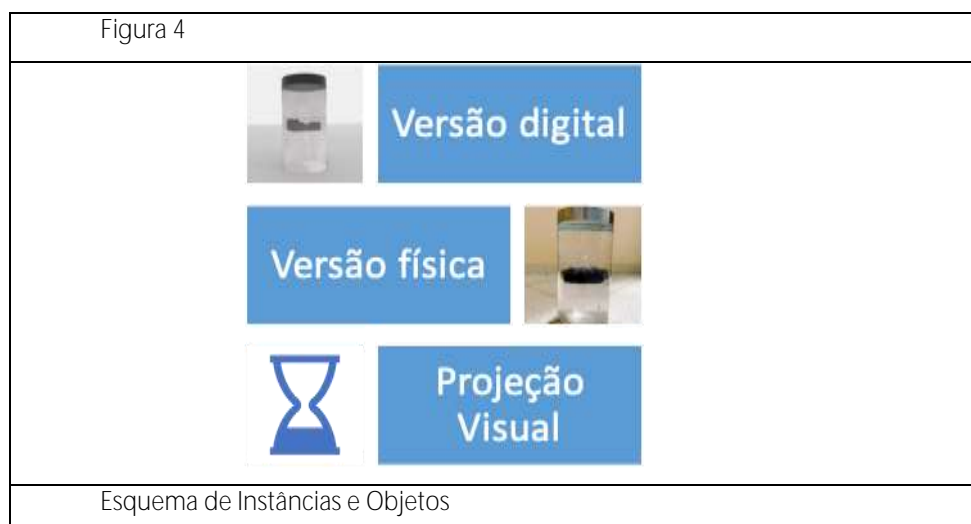 Figura 4
Versão digital
Versão física
Projeção
Visual
Esquema de Instâncias e Objetos